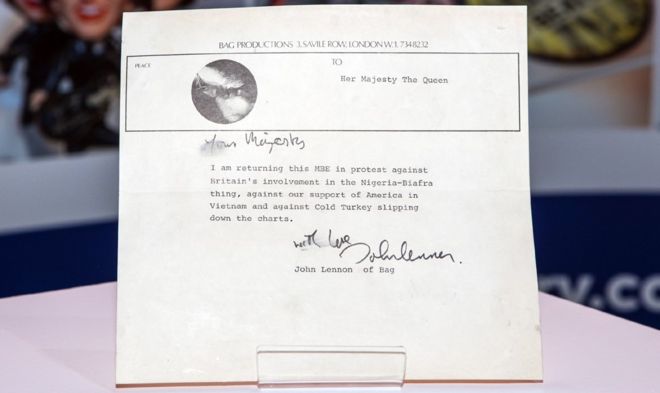 BAG PRODUCTIONS 3, SAVILE ROW, LONDON W1. 734 8232
PEACE
TO
Her Majesty The Queen
Your Majesty
I am returning this MBE in protest against
Britain's involvement in the Nigeria-Biafra
thing, against our support of America in
Vietnam and against Cold Turkey slipping
down the charts.
with love
John Lennon.
John Lennon of Bag